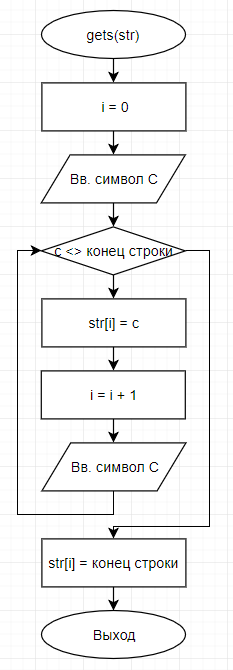 gets(str)
i = 0
Вв. символ С
c <> конец строки
str[i] = c
i = i + 1
Вв. символ С
str[i] = конец строки
Выход